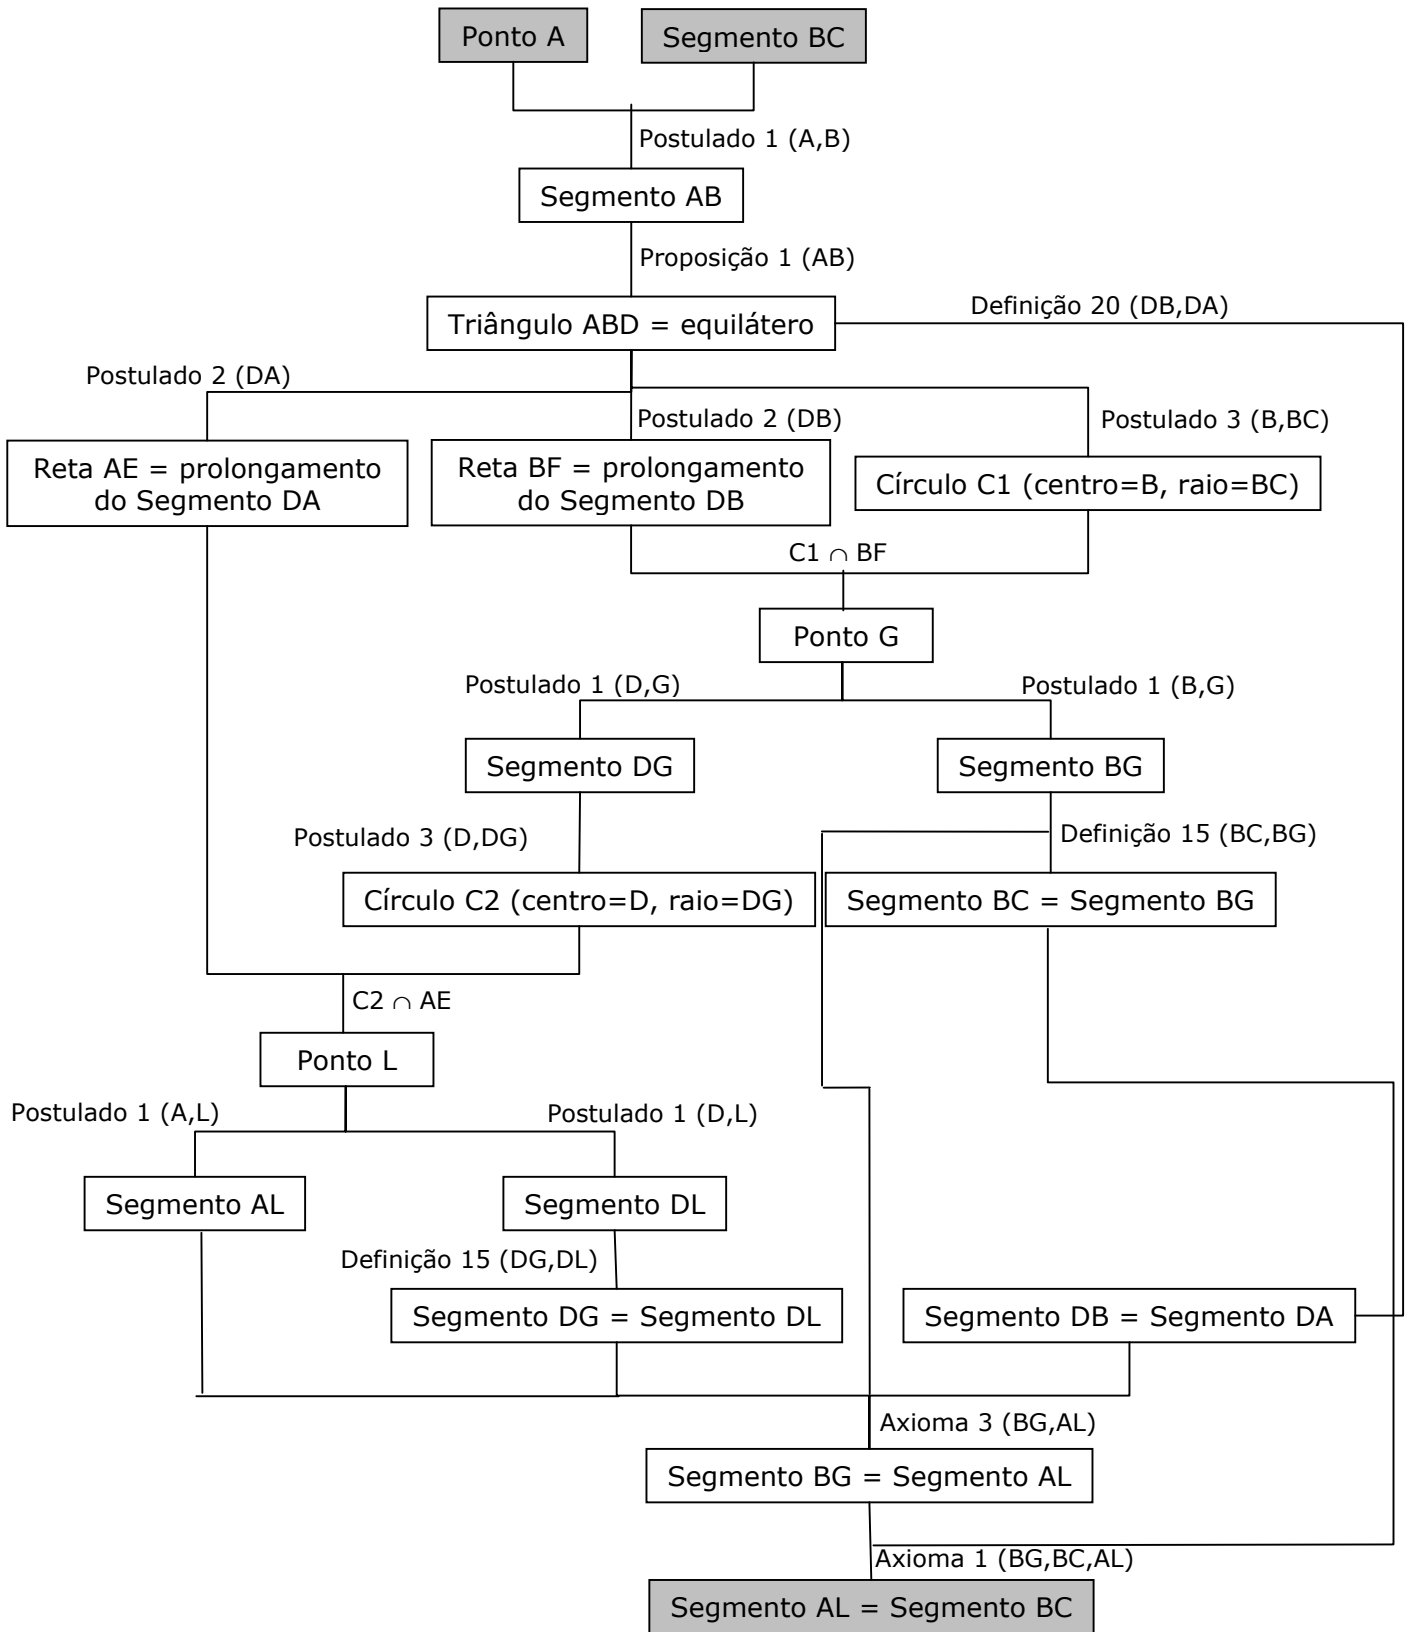 Ponto A
Segmento BC
Postulado 1 (A,B)
Segmento AB
Proposição 1 (AB)
Triângulo ABD = equilátero
Definição 20 (DB,DA)
Postulado 2 (DA)
Postulado 2 (DB)
Postulado 3 (B,BC)
Reta AE = prolongamento
do Segmento DA
Reta BF = prolongamento
do Segmento DB
Círculo C1 (centro=B, raio=BC)
C1 ∩ BF
Ponto G
Postulado 1 (D,G)
Postulado 1 (B,G)
Segmento DG
Segmento BG
Postulado 3 (D,DG)
Definição 15 (BC,BG)
Círculo C2 (centro=D, raio=DG)
Segmento BC = Segmento BG
C2 ∩ AE
Ponto L
Postulado 1 (A,L)
Postulado 1 (D,L)
Segmento AL
Segmento DL
Definição 15 (DG,DL)
Segmento DG = Segmento DL
Segmento DB = Segmento DA
Axioma 3 (BG,AL)
Segmento BG = Segmento AL
Axioma 1 (BG,BC,AL)
Segmento AL = Segmento BC